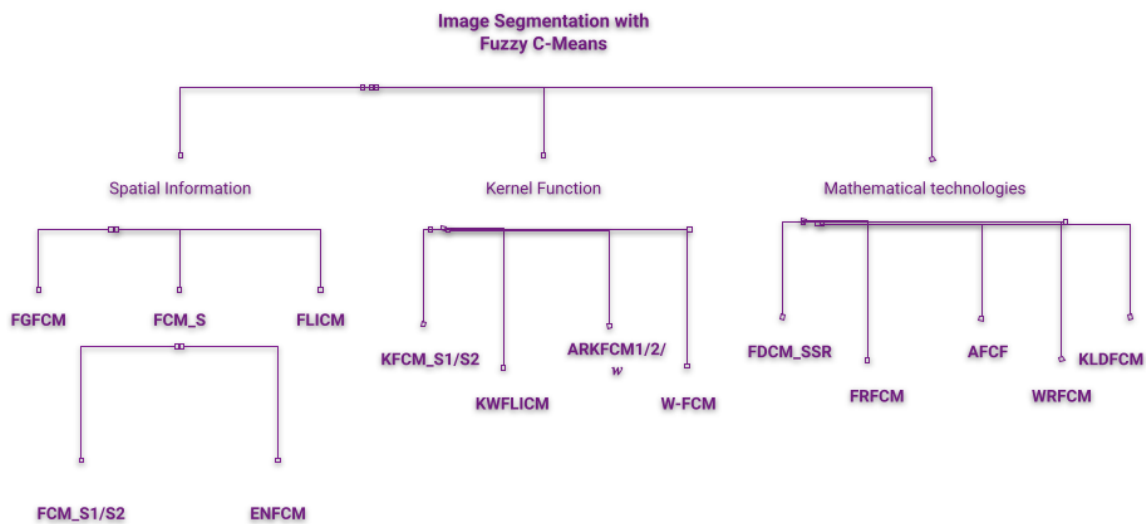 Image Segmentation with
Fuzzy C-Means
Spatial Information
Kernel Function
Mathematical technologies
FGFCM
FCM_S
FLICM
KFCM_S1/S2
KWFLICM
ARKFCM1/2/
w
W-FCM
FDCM_SSR
FRFCM
AFCF
WRFCM
KLDFCM
FCM_S1/S2
ENFCM